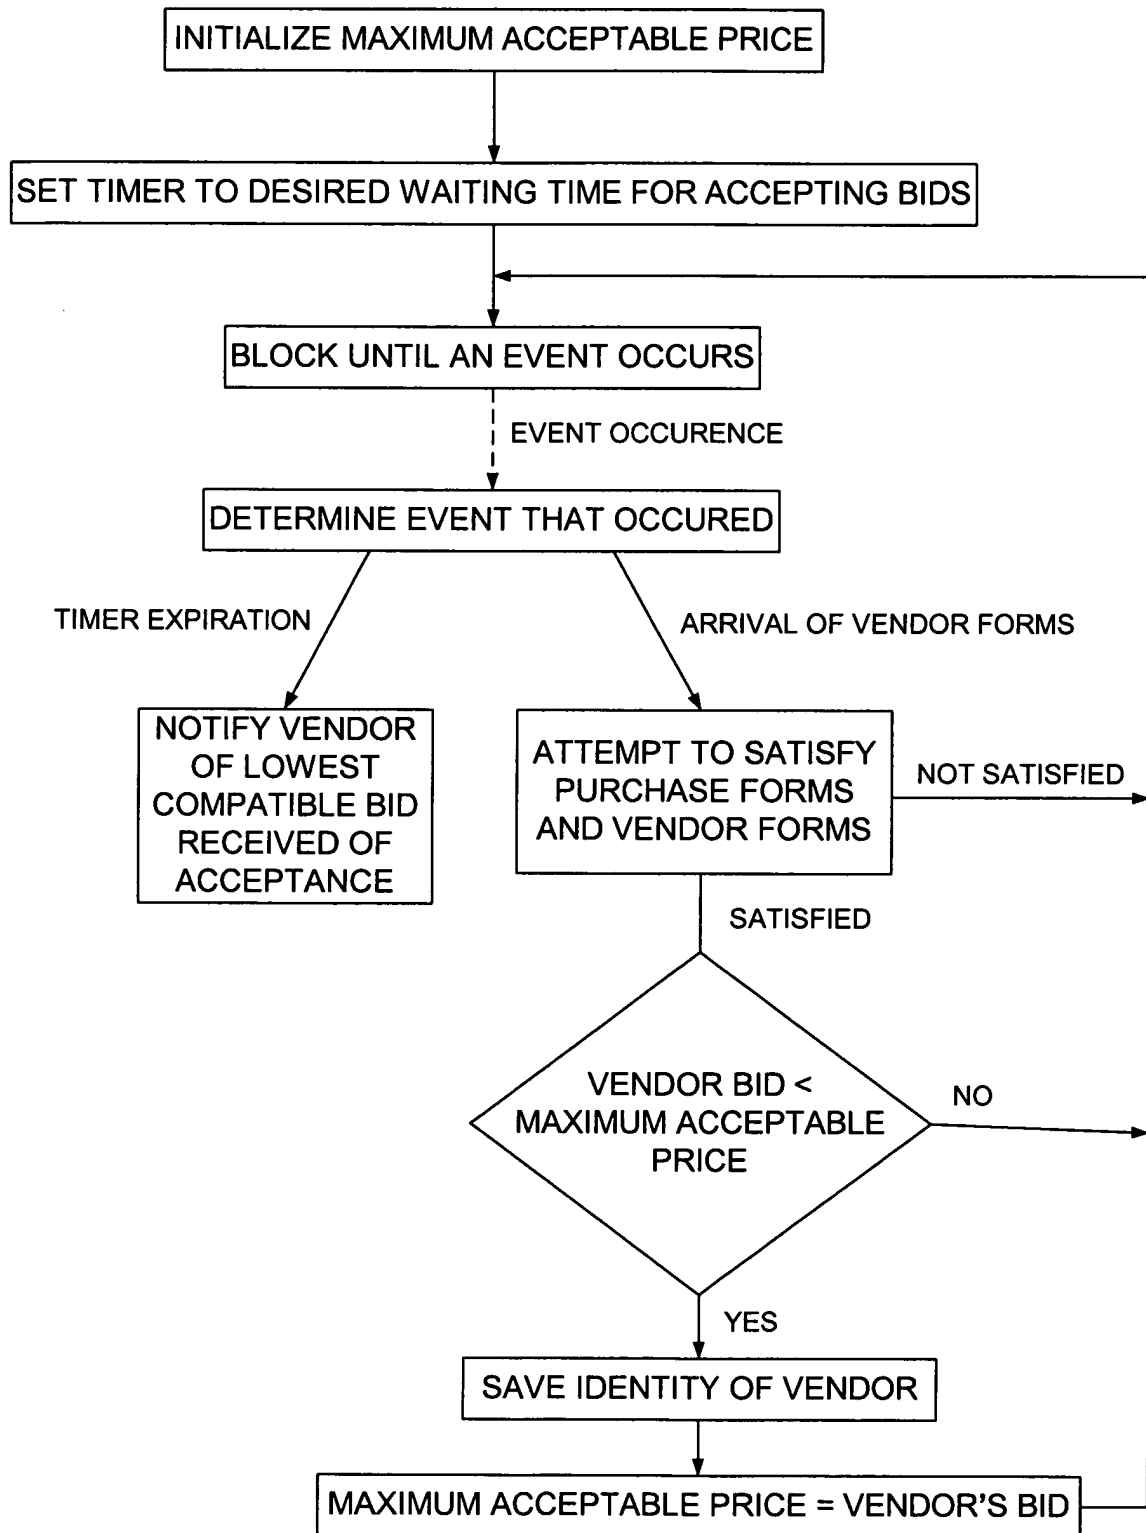 INITIALIZE MAXIMUM ACCEPTABLE PRICE
SET TIMER TO DESIRED WAITING TIME FOR ACCEPTING BIDS
BLOCK UNTIL AN EVENT OCCURS
EVENT OCCURENCE
DETERMINE EVENT THAT OCCURED
TIMER EXPIRATION
ARRIVAL OF VENDOR FORMS
NOTIFY VENDOR
OF LOWEST
COMPATIBLE BID
RECEIVED OF
ACCEPTANCE
ATTEMPT TO SATISFY
PURCHASE FORMS
AND VENDOR FORMS
NOT SATISFIED
SATISFIED
VENDOR BID <
MAXIMUM ACCEPTABLE
PRICE
NO
YES
SAVE IDENTITY OF VENDOR
MAXIMUM ACCEPTABLE PRICE = VENDOR'S BID